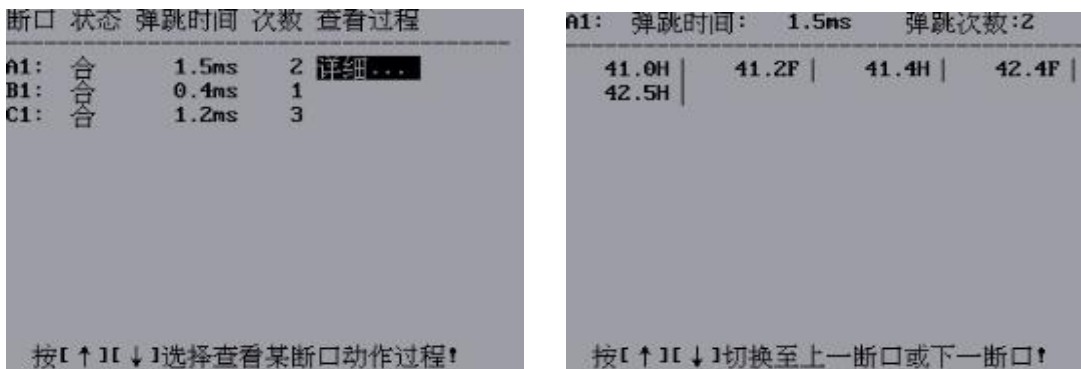 断口 状态 弹跳时间 次数 查看过程
A1: 合 1.5ms 2 详细...
B1: 合 0.4ms 1
C1: 合 1.2ms 3
按[↑][↓]选择查看某断口动作过程!
A1: 弹跳时间: 1.5ms 弹跳次数:2
41.0H | 41.2F | 41.4H | 42.4F |
42.5H |
按[↑][↓]切换至上一断口或下一断口!